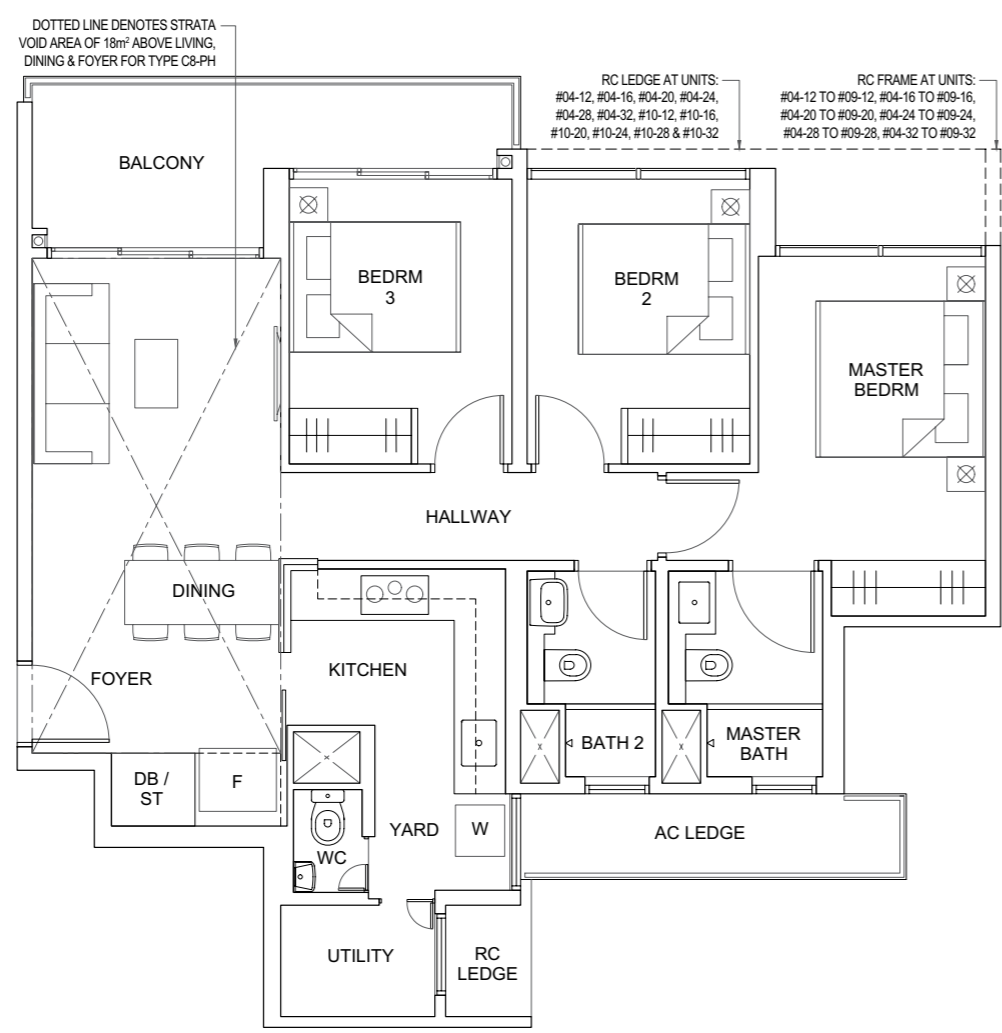 DOTTED LINE DENOTES STRATA
VOID AREA OF 18m² ABOVE LIVING,
DINING & FOYER FOR TYPE C8-PH
RC LEDGE AT UNITS:
#04-12, #04-16, #04-20, #04-24,
#04-28, #04-32, #10-12, #10-16,
#10-20, #10-24, #10-28 & #10-32
RC FRAME AT UNITS:
#04-12 TO #09-12, #04-16 TO #09-16,
#04-20 TO #09-20, #04-24 TO #09-24,
#04-28 TO #09-28, #04-32 TO #09-32
BALCONY
BEDRM
3
BEDRM
2
MASTER
BEDRM
HALLWAY
DINING
FOYER
KITCHEN
DB /
ST
F
BATH 2
MASTER
BATH
YARD
W
WC
AC LEDGE
UTILITY
RC
LEDGE